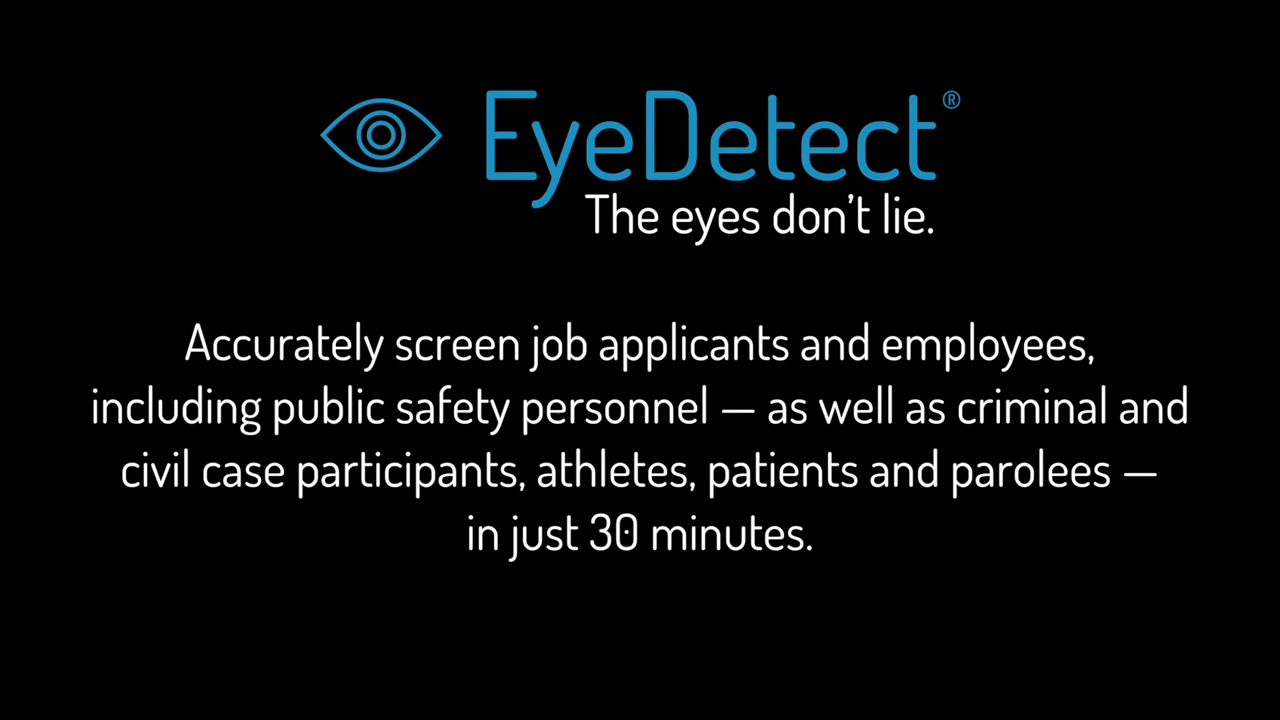 EyeDetect®
The eyes don’t lie.
Accurately screen job applicants and employees,
including public safety personnel — as well as criminal and
civil case participants, athletes, patients and parolees —
in just 30 minutes.